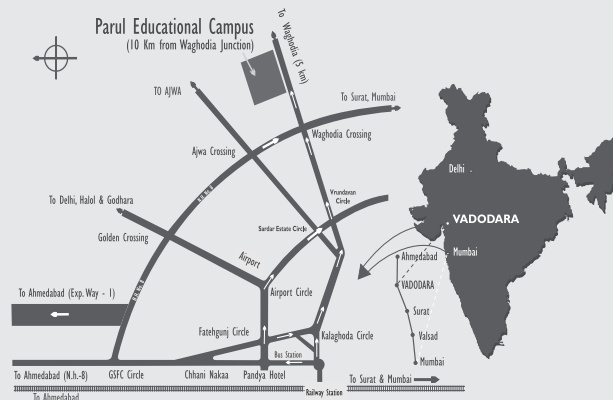 Parul Educational Campus
(10 Km from Waghodia Junction)
To Waghodia (5 km)
TO AJWA
To Surat, Mumbai
Ajwa Crossing
Waghodia Crossing
N.H. No. 8
Delhi
To Delhi, Halol & Godhara
Vrundavan
Circle
VADODARA
Golden Crossing
Sardar Estate Circle
Airport
Mumbai
Ahmedabad
N.H. No. 8
To Ahmedabad (Exp. Way - 1)
Airport Circle
VADODARA
Surat
Fatehgunj Circle
Kalaghoda Circle
Valsad
Bus Station
Mumbai
To Ahmedabad (N.h.-8)
GSFC Circle
Chhani Nakaa
Pandya Hotel
To Surat & Mumbai
Railway Station
To Ahmedabad